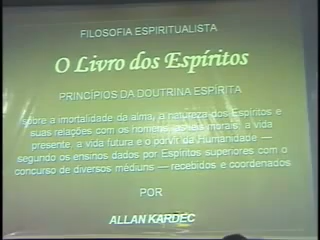 FILOSOFIA ESPIRITUALISTA
O Livro dos Espíritos
PRINCÍPIOS DA DOUTRINA ESPÍRITA
sobre a imortalidade da alma, a natureza dos Espíritos e
suas relações com os homens, as leis morais, a vida
presente, a vida futura e o porvir da Humanidade —
segundo os ensinos dados por Espíritos superiores com o
concurso de diversos médiuns — recebidos e coordenados
POR
ALLAN KARDEC